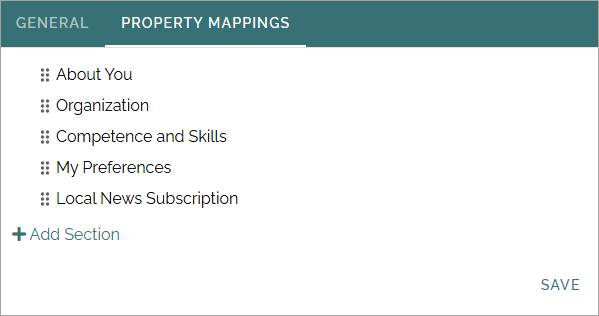 GENERAL PROPERTY MAPPINGS
About You
Organization
Competence and Skills
My Preferences
Local News Subscription
Add Section
SAVE